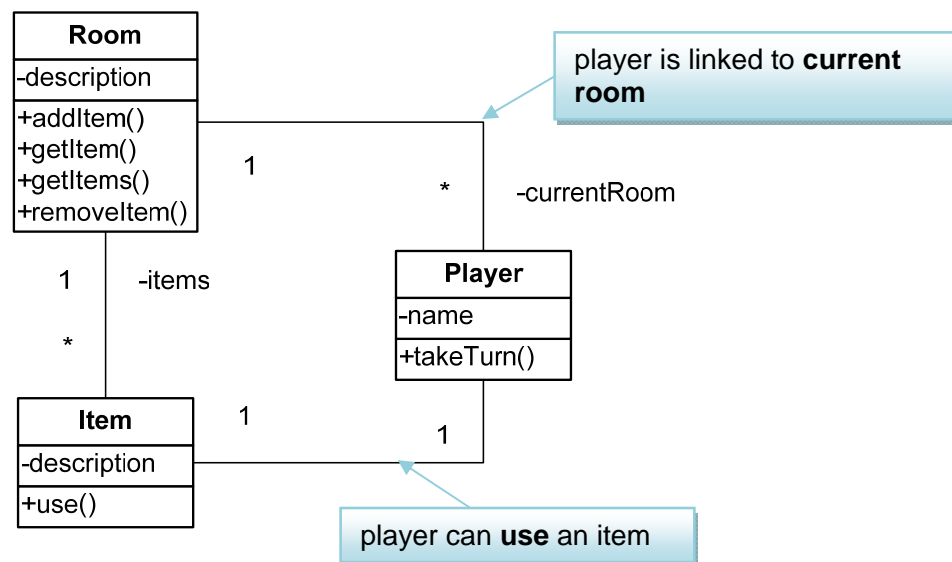 Room
-description
+addItem()
+getItem()
+getItems()
+removeItem()
player is linked to current
room
1
*
-currentRoom
1
-items
*
Player
-name
+takeTurn()
Item
-description
+use()
1
1
player can use an item